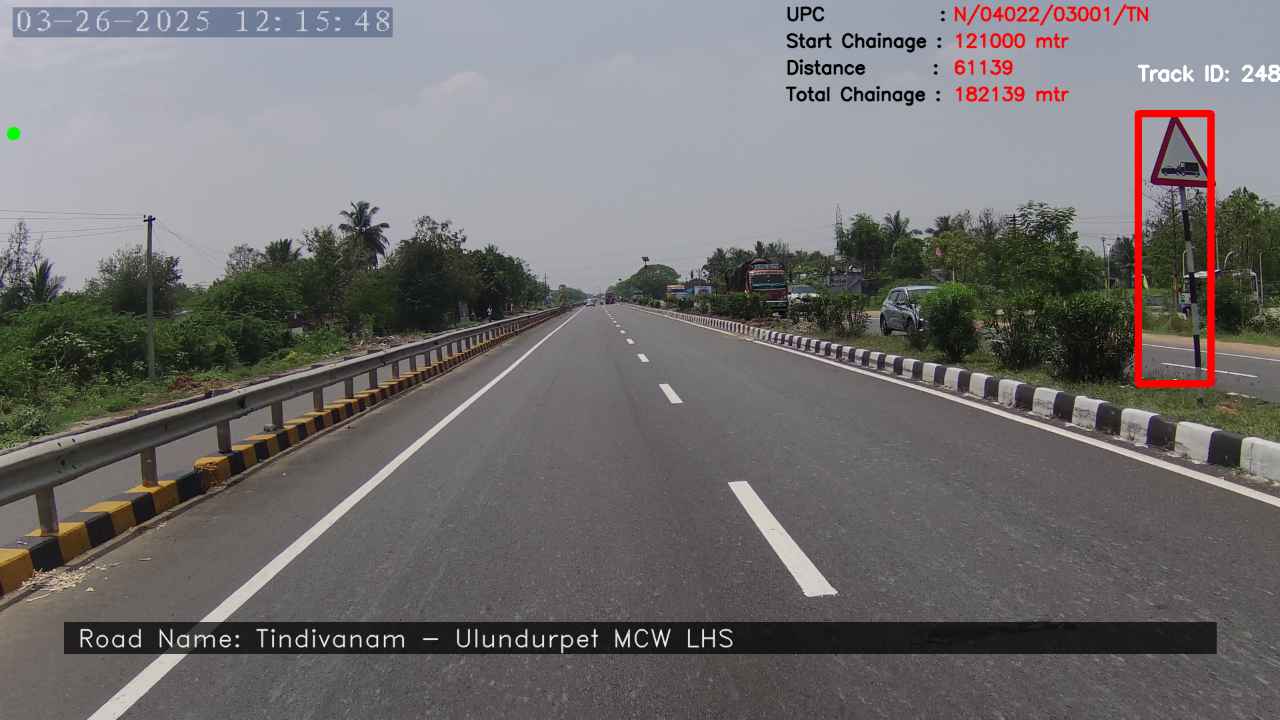 03-26-2025 12:15:48
UPC : N/04022/03001/TN
Start Chainage : 121000 mtr
Distance : 61139
Total Chainage : 182139 mtr
Track ID: 248
Road Name: Tindivanam - Ulundurpet MCW LHS